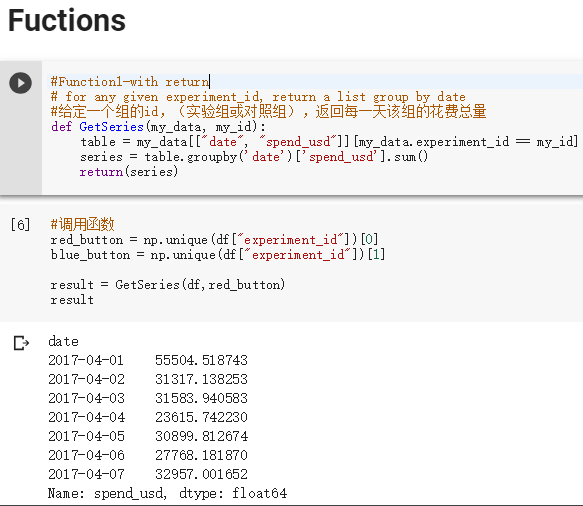 Fuctions
#Function1-with return
# for any given experiment_id, return a list group by date
#给定一个组的id，（实验组或对照组），返回每一天该组的花费总量
def GetSeries(my_data, my_id):
    table = my_data[["date", "spend_usd"]][my_data.experiment_id == my_id]
    series = table.groupby('date')['spend_usd'].sum()
    return(series)
[6] #调用函数
red_button = np.unique(df["experiment_id"])[0]
blue_button = np.unique(df["experiment_id"])[1]
result = GetSeries(df,red_button)
result
date
2017-04-01    55504.518743
2017-04-02    31317.138253
2017-04-03    31583.940583
2017-04-04    23615.742230
2017-04-05    30899.812674
2017-04-06    27768.181870
2017-04-07    32957.001652
Name: spend_usd, dtype: float64